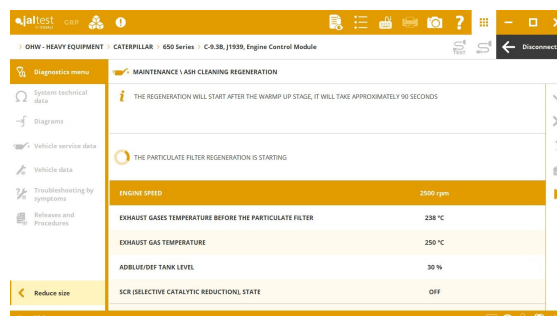 jaltest GRP
Disconnect
OHW - HEAVY EQUIPMENT > CATERPILLAR > 650 Series > C-9.3B, J1939, Engine Control Module
Diagnostics menu
System technical data
Diagrams
Vehicle service data
Vehicle data
Troubleshooting by symptoms
Releases and Procedures
Reduce size
MAINTENANCE \ ASH CLEANING REGENERATION
THE REGENERATION WILL START AFTER THE WARMP UP STAGE, IT WILL TAKE APPROXIMATELY 90 SECONDS
THE PARTICULATE FILTER REGENERATION IS STARTING
ENGINE SPEED 2500 rpm
EXHAUST GASES TEMPERATURE BEFORE THE PARTICULATE FILTER 238 °C
EXHAUST GAS TEMPERATURE 250 °C
ADBLUE/DEF TANK LEVEL 30 %
SCR (SELECTIVE CATALYTIC REDUCTION), STATE OFF